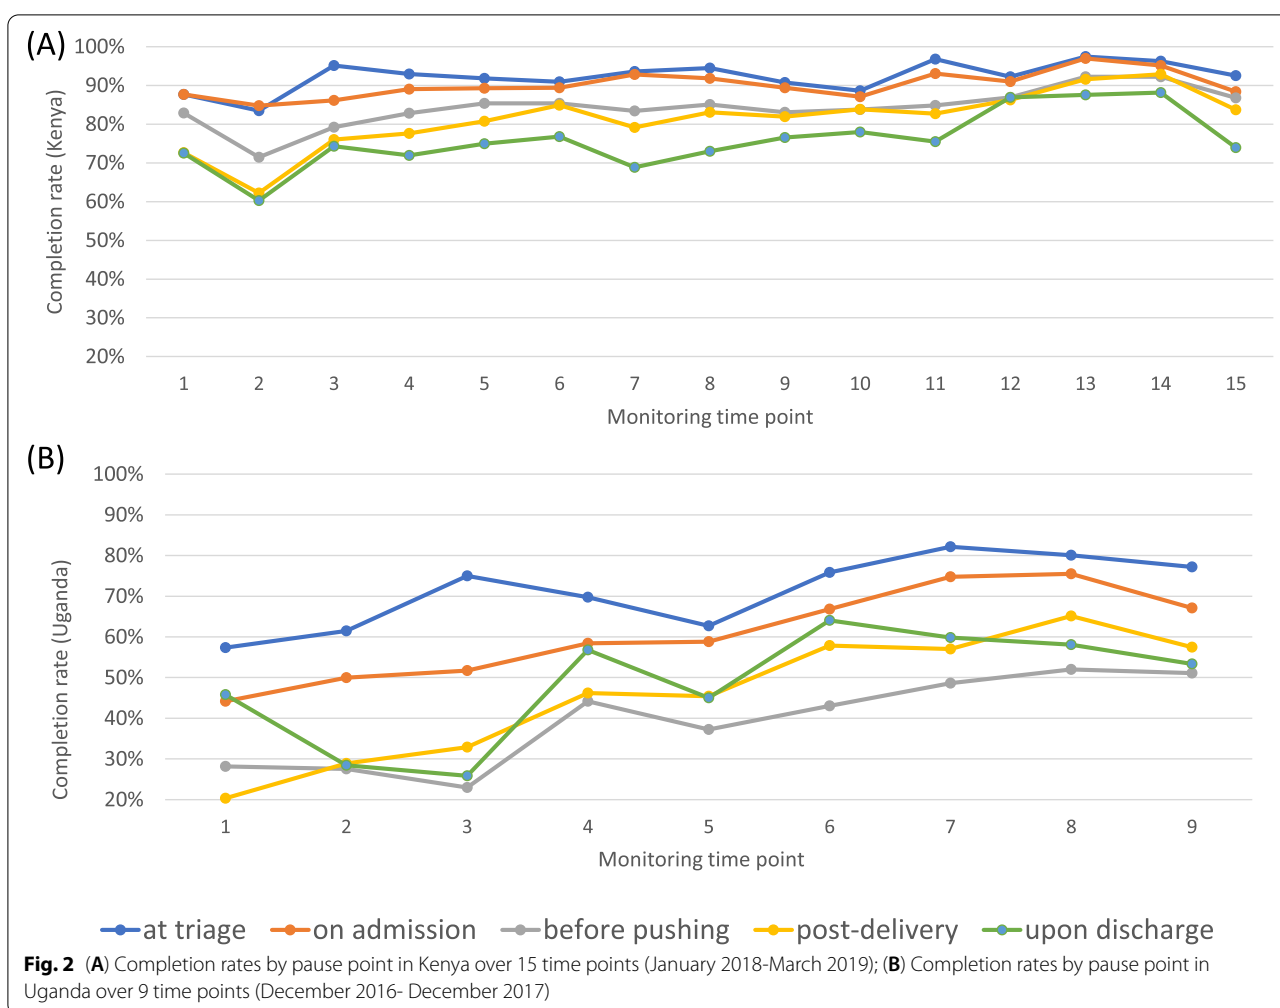 (A)
100%
90%
80%
70%
60%
50%
40%
30%
20%
Completion rate (Kenya)
1 2 3 4 5 6 7 8 9 10 11 12 13 14 15
Monitoring time point
(B)
100%
90%
80%
70%
60%
50%
40%
30%
20%
Completion rate (Uganda)
1 2 3 4 5 6 7 8 9
Monitoring time point
at triage on admission before pushing post-delivery upon discharge
Fig. 2 (A) Completion rates by pause point in Kenya over 15 time points (January 2018-March 2019); (B) Completion rates by pause point in
Uganda over 9 time points (December 2016- December 2017)